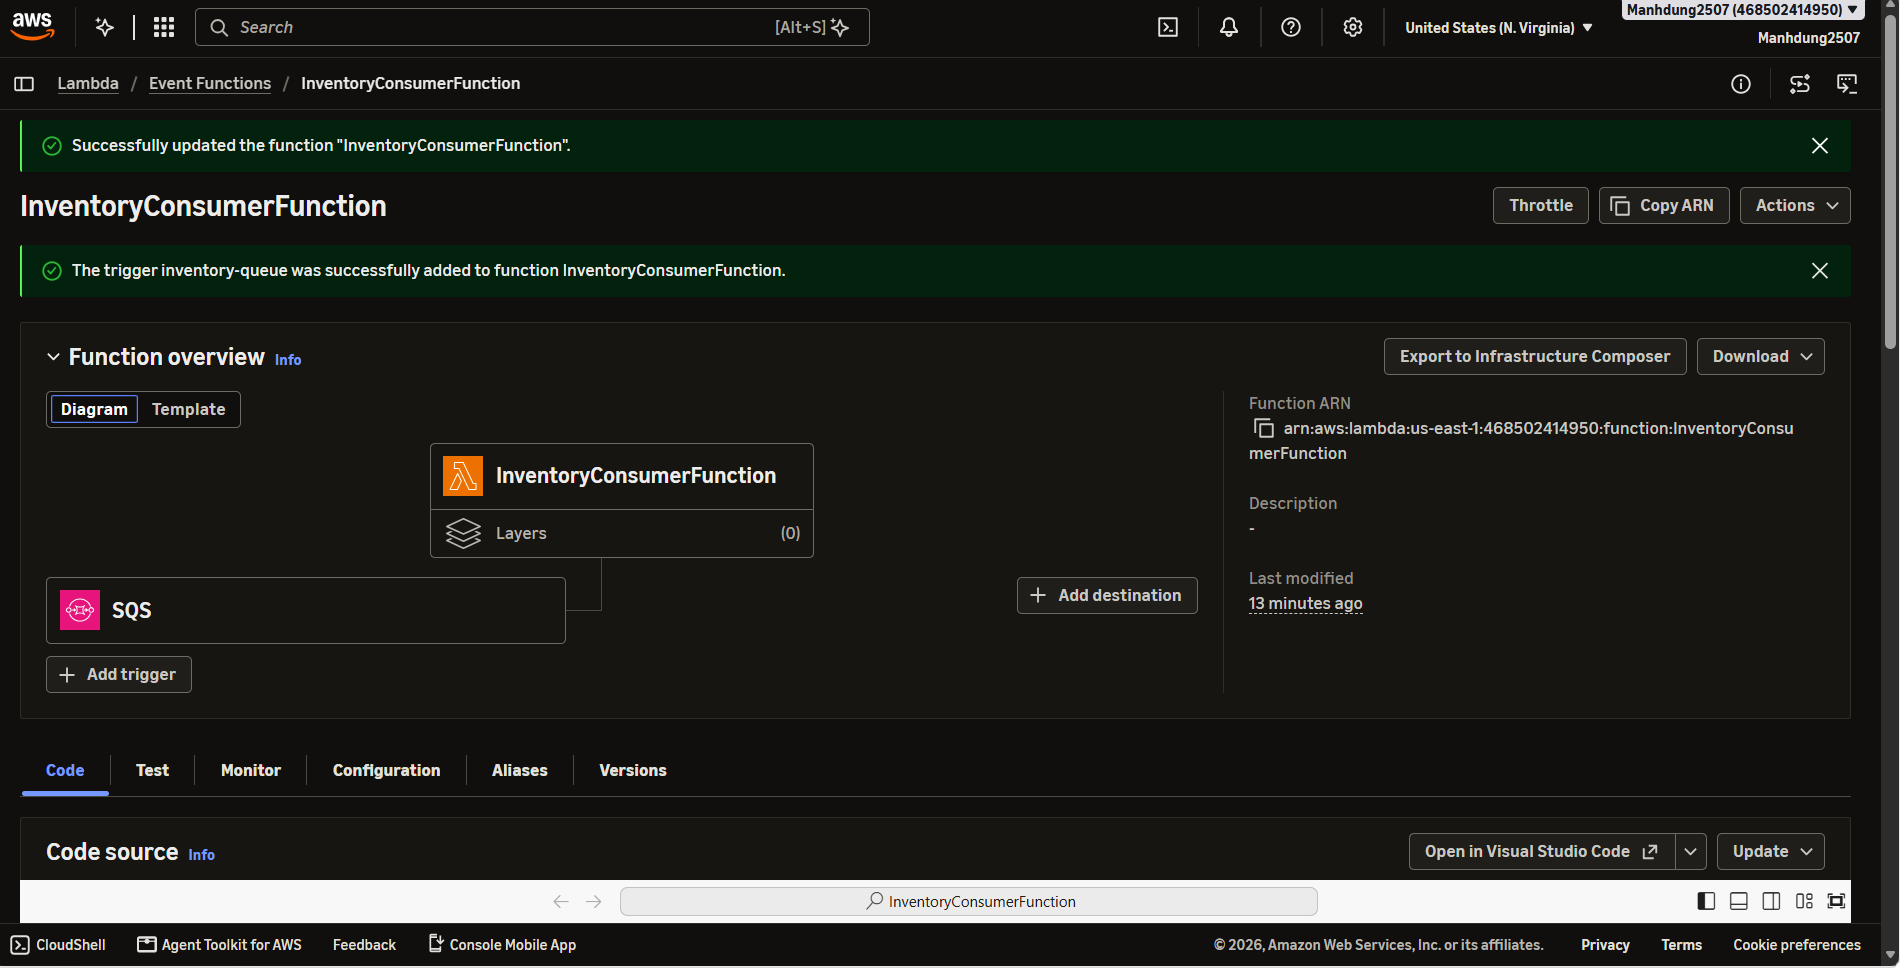 aws
Search
[Alt+S]
United States (N. Virginia)
Manhdung2507 (468502414950)
Manhdung2507
Lambda / Event Functions / InventoryConsumerFunction
Successfully updated the function "InventoryConsumerFunction".
InventoryConsumerFunction
Throttle
Copy ARN
Actions
The trigger inventory-queue was successfully added to function InventoryConsumerFunction.
Function overview Info
Export to Infrastructure Composer
Download
Diagram
Template
InventoryConsumerFunction
Layers (0)
SQS
Add trigger
Add destination
Function ARN
arn:aws:lambda:us-east-1:468502414950:function:InventoryConsu
merFunction
Description
-
Last modified
13 minutes ago
Code
Test
Monitor
Configuration
Aliases
Versions
Code source Info
Open in Visual Studio Code
Update
InventoryConsumerFunction
CloudShell
Agent Toolkit for AWS
Feedback
Console Mobile App
© 2026, Amazon Web Services, Inc. or its affiliates.
Privacy
Terms
Cookie preferences